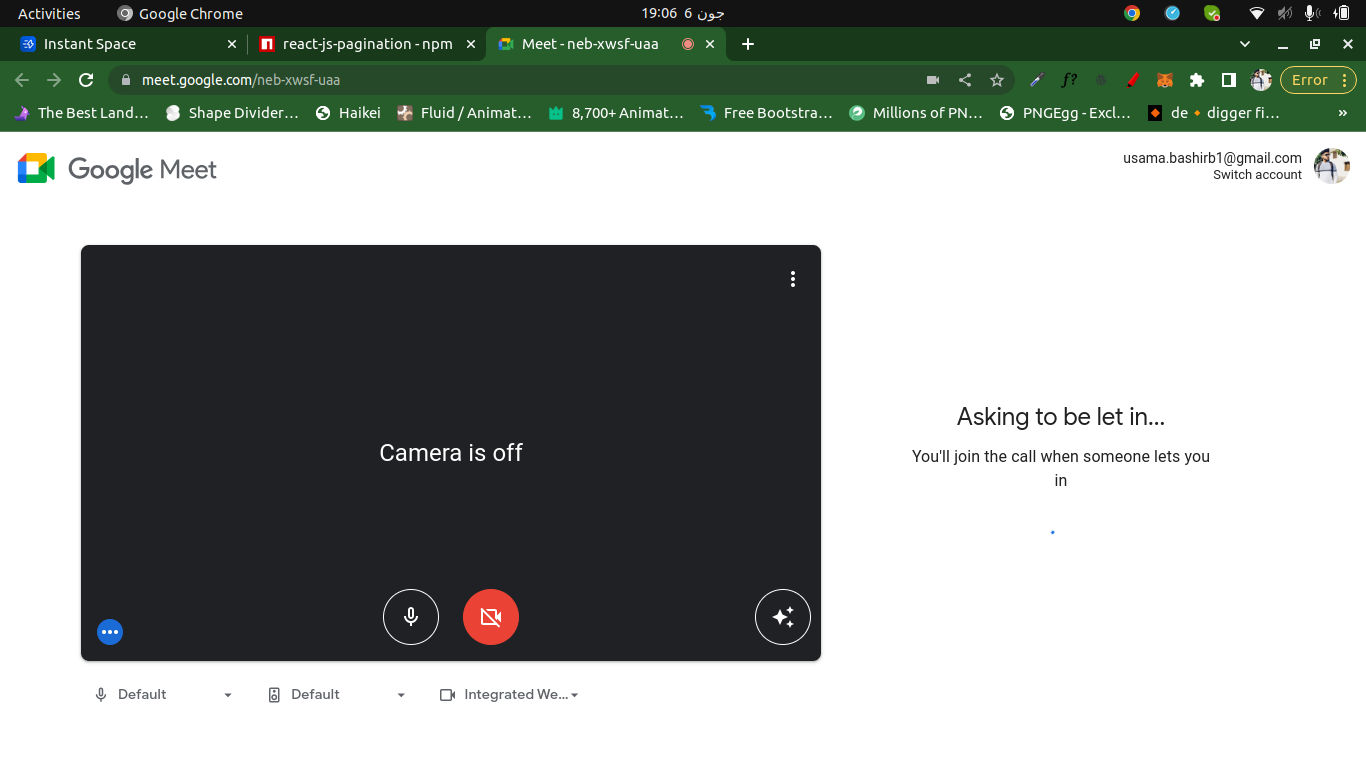 Activities
Google Chrome
19:06 6 جون
Instant Space
react-js-pagination - npm
Meet - neb-xwsf-uaa
meet.google.com/neb-xwsf-uaa
f?
Error
The Best Land...
Shape Divider...
Haikei
Fluid / Animat...
8,700+ Animat...
Free Bootstra...
Millions of PN...
PNGEgg - Excl...
de🔸digger fi...
»
Google Meet
usama.bashirb1@gmail.com
Switch account
Camera is off
Asking to be let in...
You'll join the call when someone lets you
in
Default
Default
Integrated We...